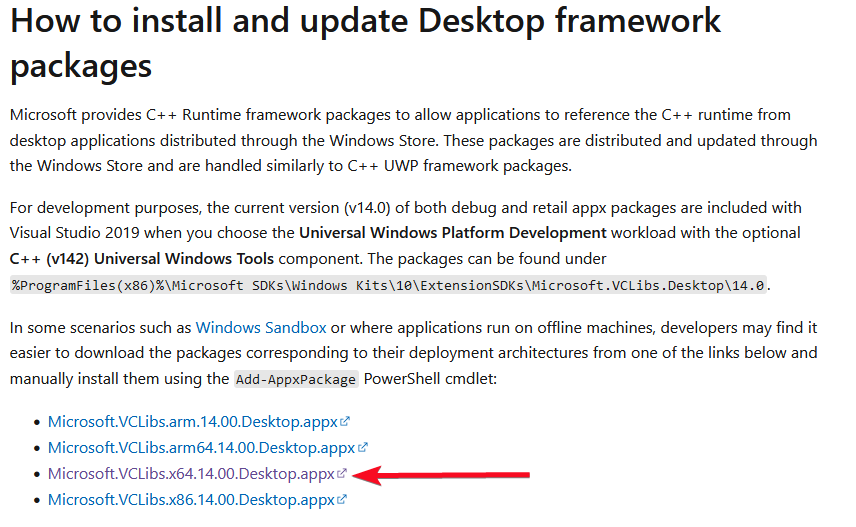 How to install and update Desktop framework
packages
Microsoft provides C++ Runtime framework packages to allow applications to reference the C++ runtime from
desktop applications distributed through the Windows Store. These packages are distributed and updated through
the Windows Store and are handled similarly to C++ UWP framework packages.
For development purposes, the current version (v14.0) of both debug and retail appx packages are included with
Visual Studio 2019 when you choose the Universal Windows Platform Development workload with the optional
C++ (v142) Universal Windows Tools component. The packages can be found under
%ProgramFiles(x86)%\Microsoft SDKs\Windows Kits\10\ExtensionSDKs\Microsoft.VCLibs.Desktop\14.0.
In some scenarios such as Windows Sandbox or where applications run on offline machines, developers may find it
easier to download the packages corresponding to their deployment architectures from one of the links below and
manually install them using the Add-AppxPackage PowerShell cmdlet:
• Microsoft.VCLibs.arm.14.00.Desktop.appx
• Microsoft.VCLibs.arm64.14.00.Desktop.appx
• Microsoft.VCLibs.x64.14.00.Desktop.appx
• Microsoft.VCLibs.x86.14.00.Desktop.appx